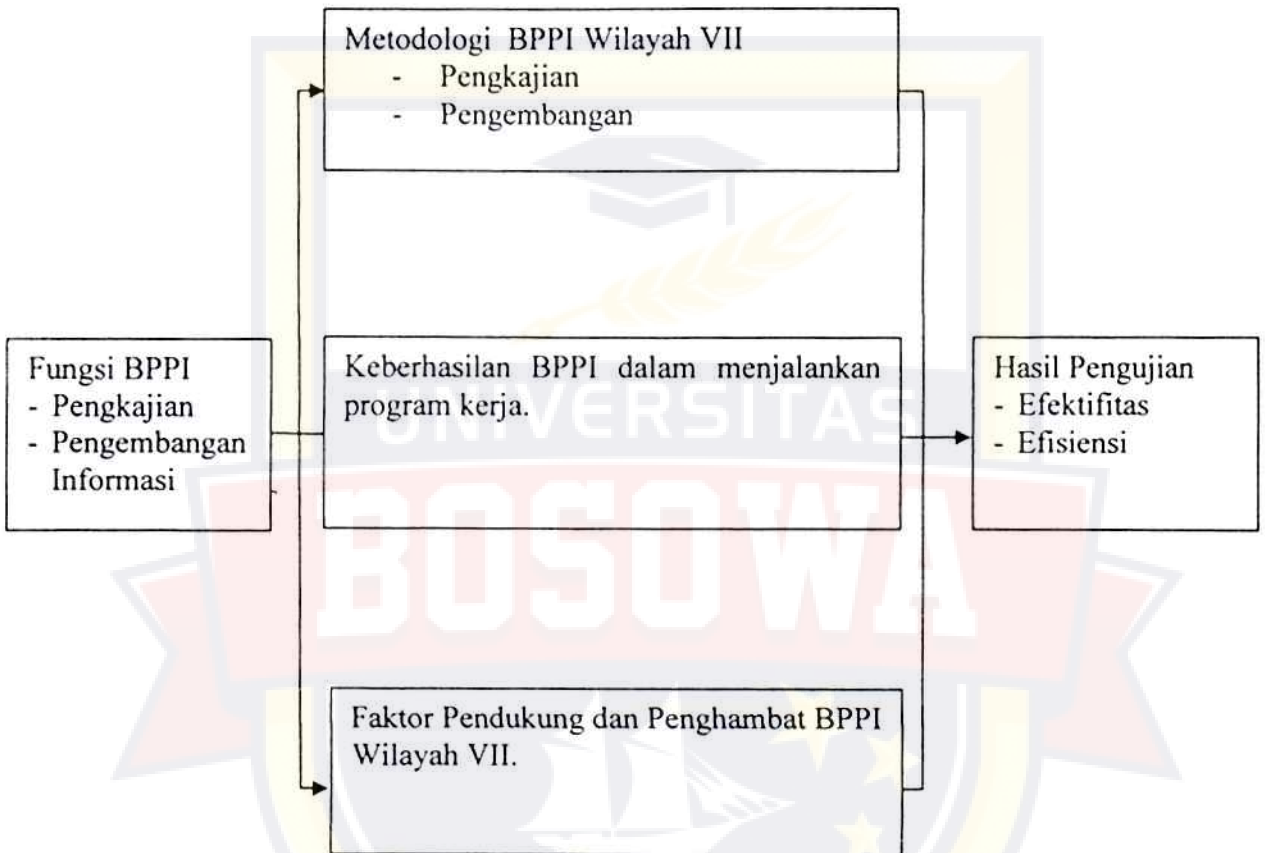 Metodologi BPPI Wilayah VII
- Pengkajian
- Pengembangan
Fungsi BPPI
- Pengkajian
- Pengembangan
Informasi
Keberhasilan BPPI dalam menjalankan
program kerja.
Hasil Pengujian
- Efektifitas
- Efisiensi
Faktor Pendukung dan Penghambat BPPI
Wilayah VII.
UNIVERSITAS
BOSOWA